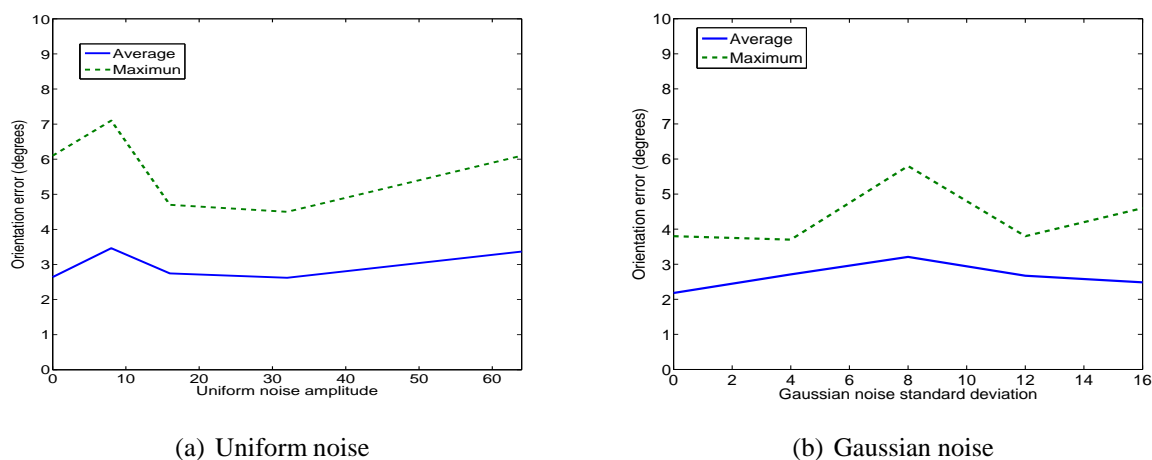 10
9
8
7
6
5
4
3
2
1
0
Orientation error (degrees)
Average
Maximun
0 10 20 30 40 50 60
Uniform noise amplitude
(a) Uniform noise
10
9
8
7
6
5
4
3
2
1
0
Orientation error (degrees)
Average
Maximum
0 2 4 6 8 10 12 14 16
Gaussian noise standard deviation
(b) Gaussian noise